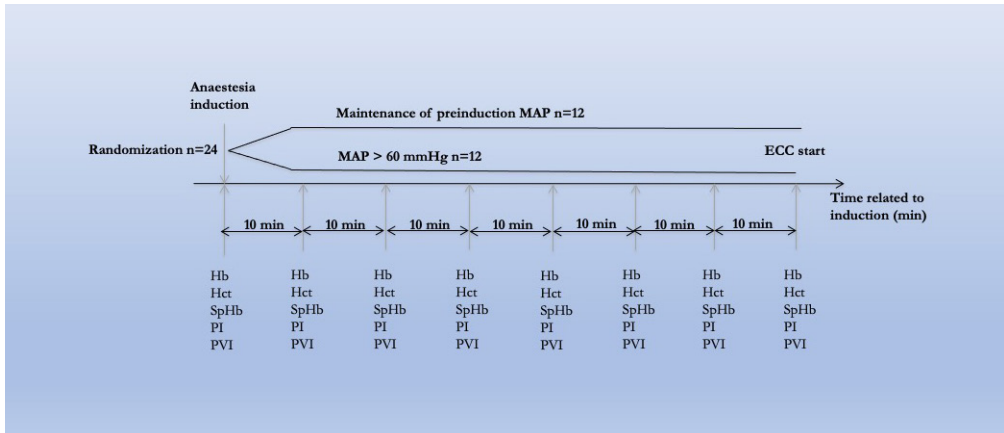 Anaestesia
induction
Maintenance of preinduction MAP n=12
Randomization n=24
MAP > 60 mmHg n=12
ECC start
Time related to
induction (min)
10 min 10 min 10 min 10 min 10 min 10 min 10 min
Hb Hb Hb Hb Hb Hb Hb Hb
Hct Hct Hct Hct Hct Hct Hct Hct
SpHb SpHb SpHb SpHb SpHb SpHb SpHb SpHb
PI PI PI PI PI PI PI PI
PVI PVI PVI PVI PVI PVI PVI PVI